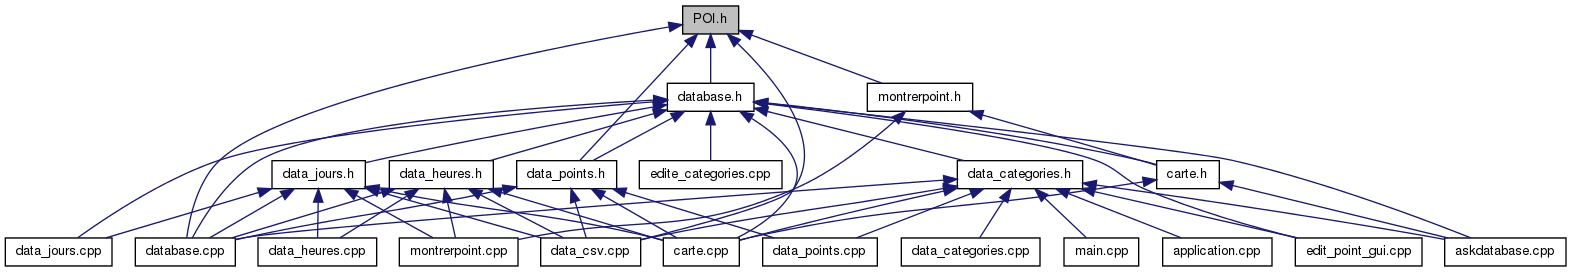 POI.h
database.h
montrerpoint.h
data_jours.h
data_heures.h
data_points.h
edite_categories.cpp
data_categories.h
carte.h
data_jours.cpp
database.cpp
data_heures.cpp
montrerpoint.cpp
data_csv.cpp
carte.cpp
data_points.cpp
data_categories.cpp
main.cpp
application.cpp
edit_point_gui.cpp
askdatabase.cpp